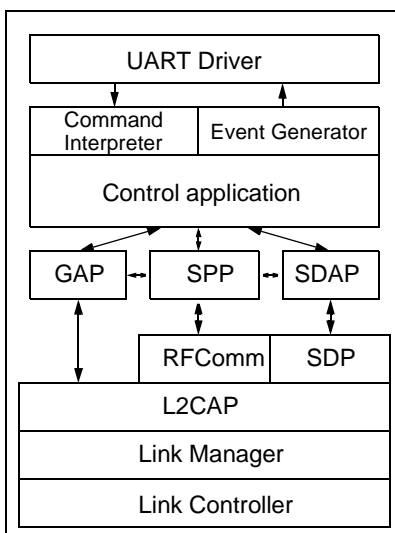 UART Driver
Command
Interpreter
Event Generator
Control application
GAP
SPP
SDAP
RFComm
SDP
L2CAP
Link Manager
Link Controller